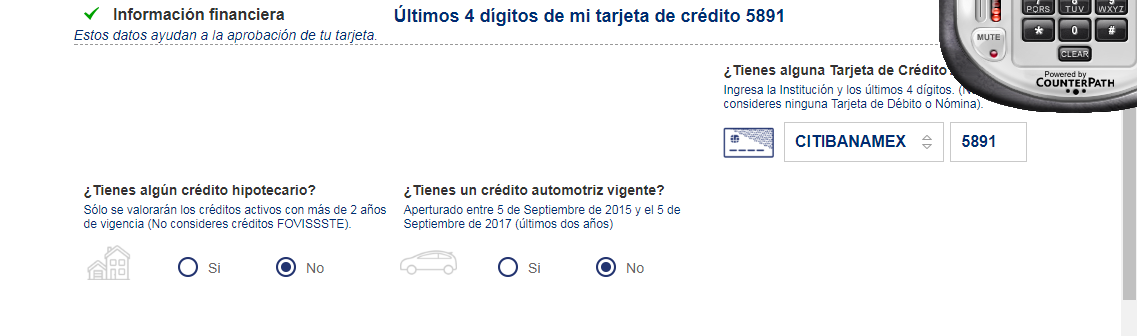 Información financiera
Últimos 4 dígitos de mi tarjeta de crédito 5891
Estos datos ayudan a la aprobación de tu tarjeta.
PQRS TUV WXYZ
MUTE * 0 #
CLEAR
Powered by
COUNTERPATH
¿Tienes alguna Tarjeta de Crédito
Ingresa la Institución y los últimos 4 dígitos.
consideres ninguna Tarjeta de Débito o Nómina).
CITIBANAMEX 5891
¿Tienes algún crédito hipotecario?
Sólo se valorarán los créditos activos con más de 2 años
de vigencia (No consideres créditos FOVISSSTE).
Si No
¿Tienes un crédito automotriz vigente?
Aperturado entre 5 de Septiembre de 2015 y el 5 de
Septiembre de 2017 (últimos dos años)
Si No